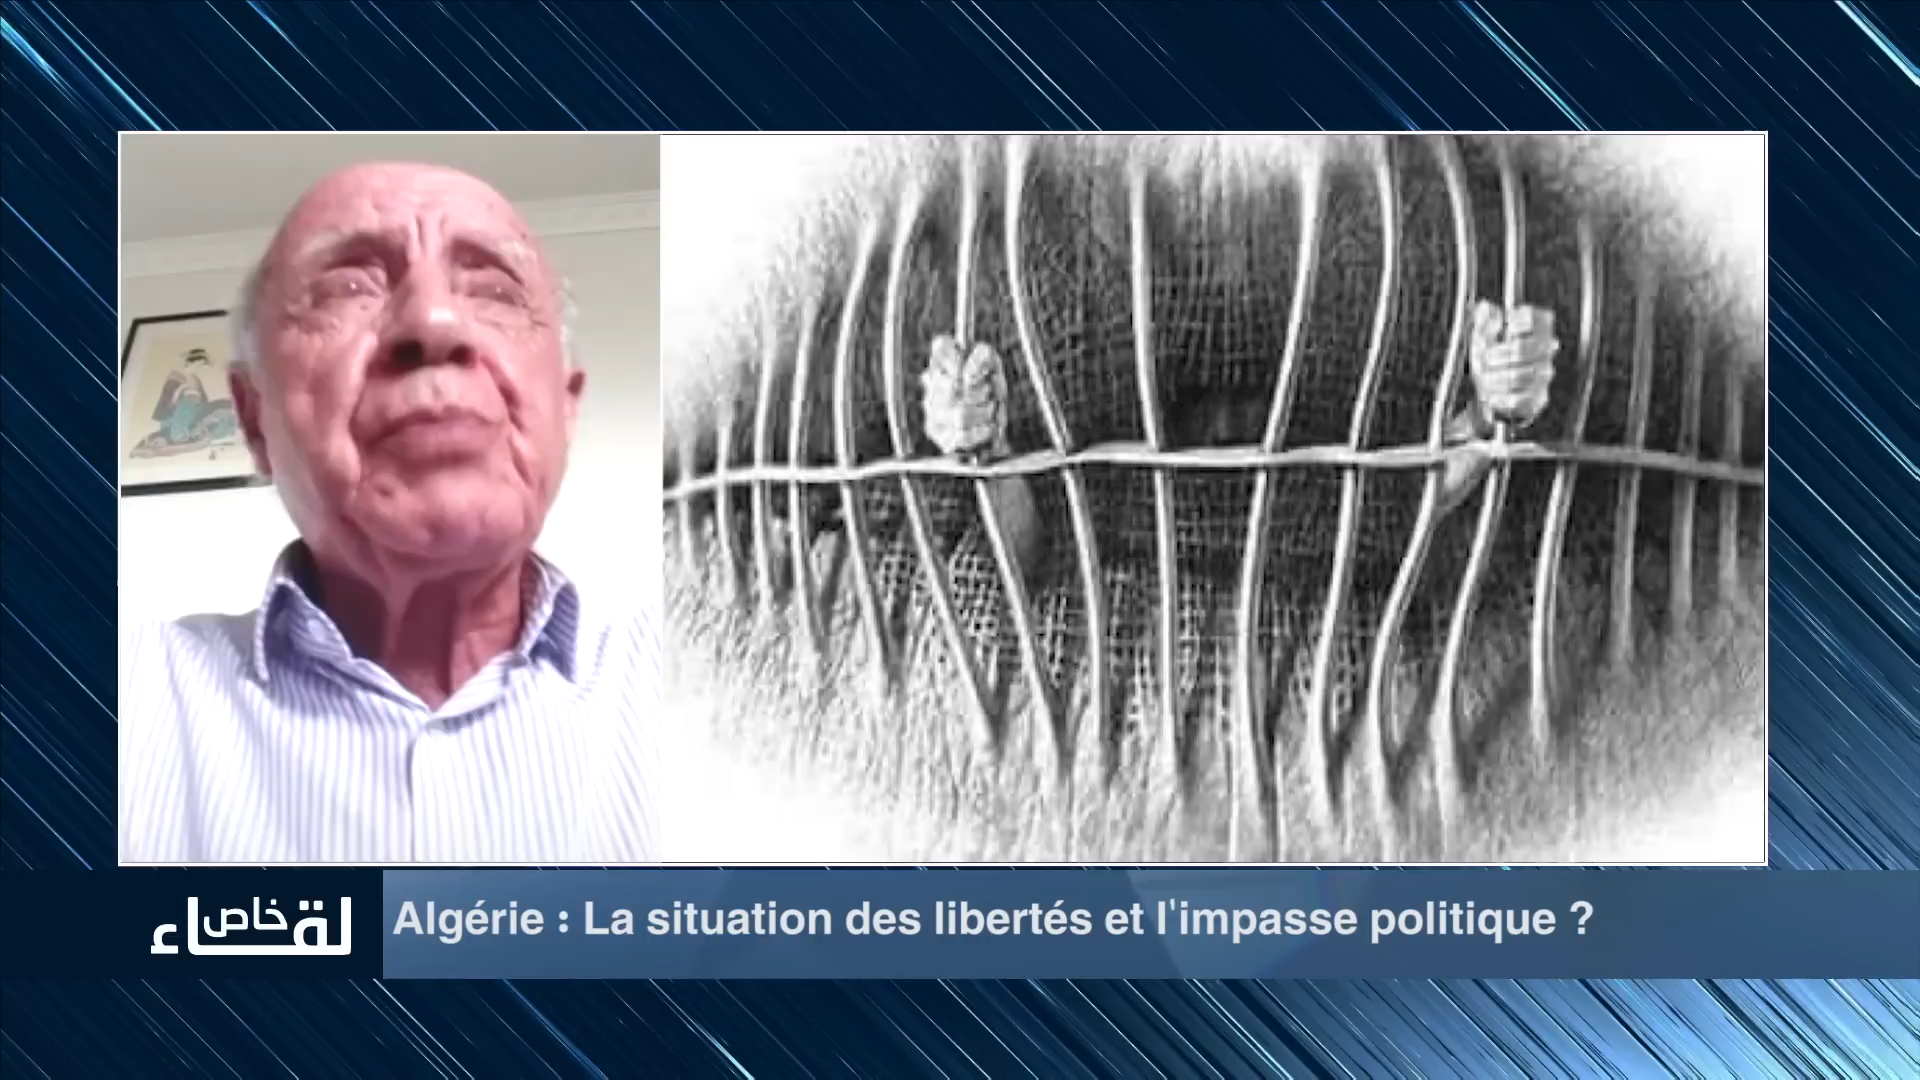 لقاء خاص
Algérie : La situation des libertés et l'impasse politique ?